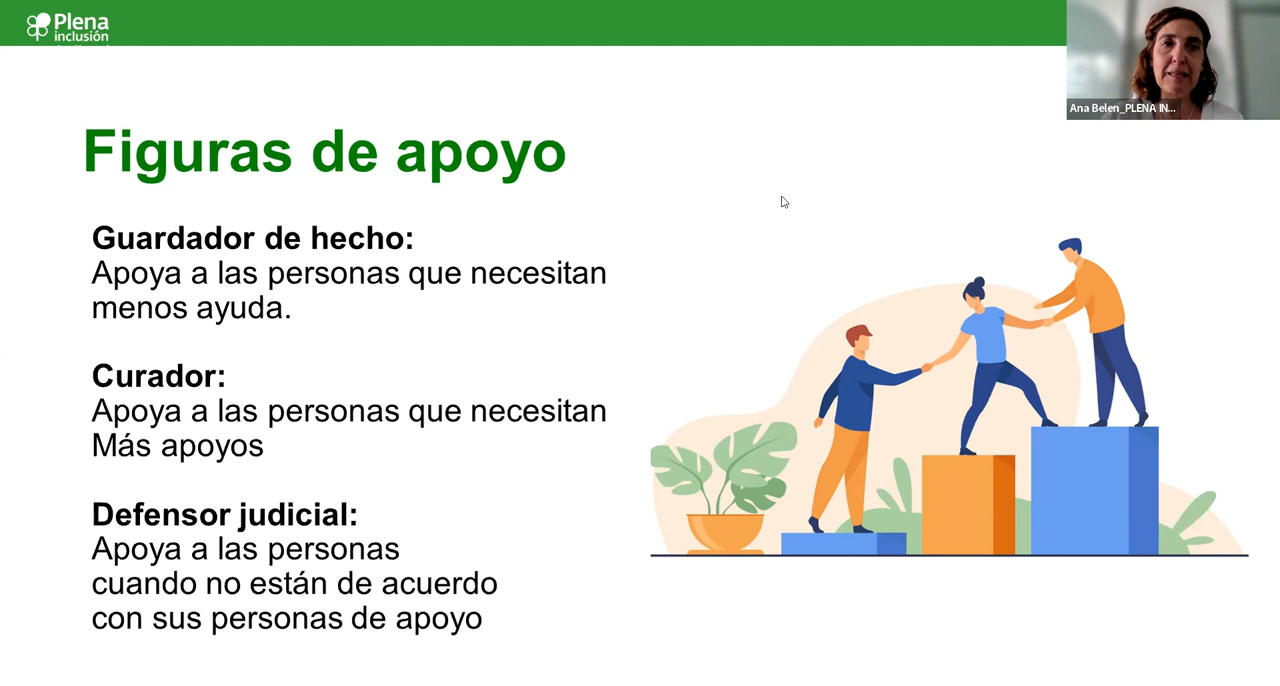 Plena
inclusión
Ana Belen_PLENA IN...
Figuras de apoyo
Guardador de hecho:
Apoya a las personas que necesitan
menos ayuda.
Curador:
Apoya a las personas que necesitan
Más apoyos
Defensor judicial:
Apoya a las personas
cuando no están de acuerdo
con sus personas de apoyo